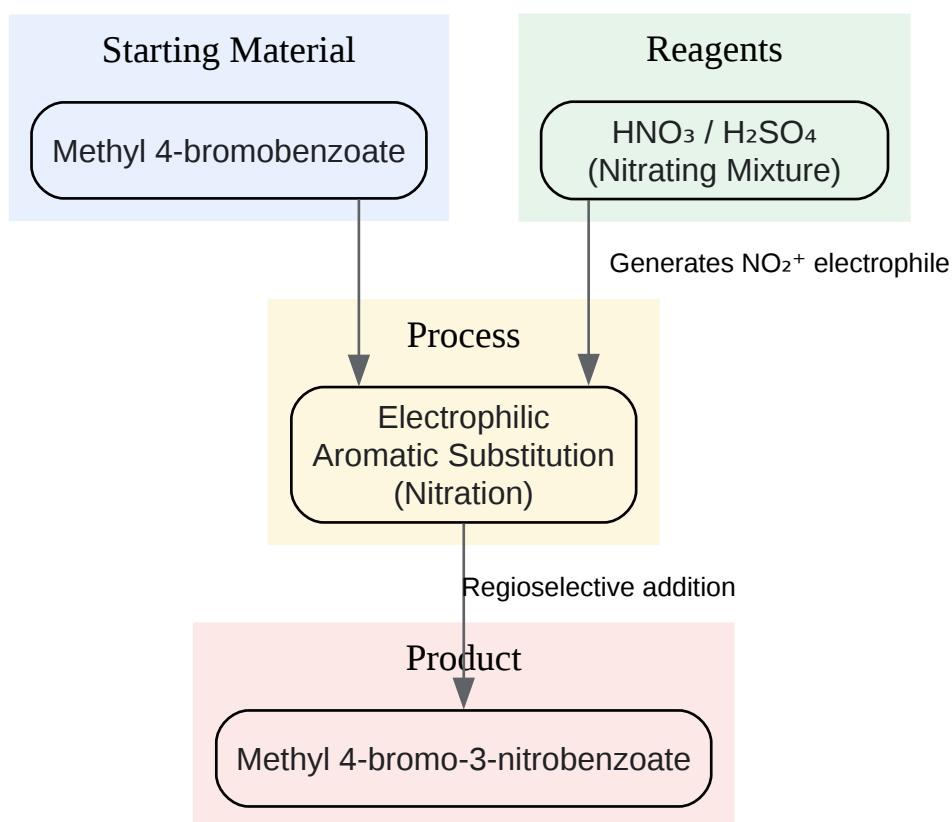 Starting Material
Methyl 4-bromobenzoate
Reagents
HNO₃ / H₂SO₄
(Nitrating Mixture)
Generates NO₂⁺ electrophile
Process
Electrophilic
Aromatic Substitution
(Nitration)
Regioselective addition
Product
Methyl 4-bromo-3-nitrobenzoate